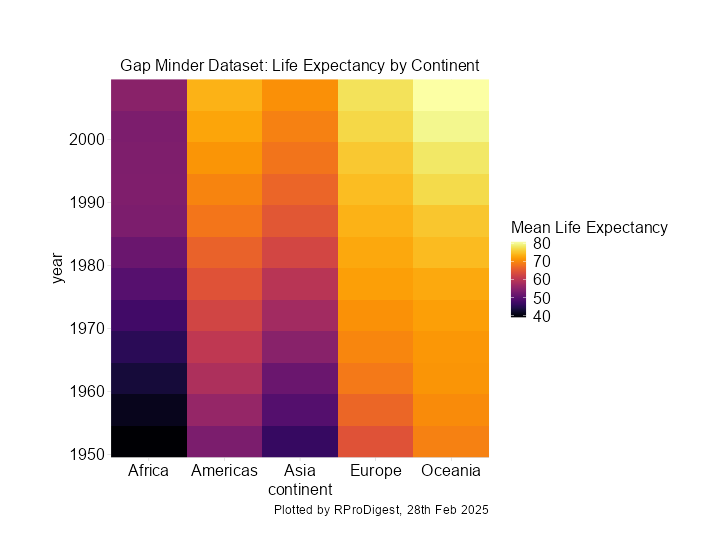 Gap Minder Dataset: Life Expectancy by Continent
year
2000
1990
1980
1970
1960
1950
Africa
Americas
Asia
Europe
Oceania
continent
Mean Life Expectancy
80
70
60
50
40
Plotted by RProDigest, 28th Feb 2025